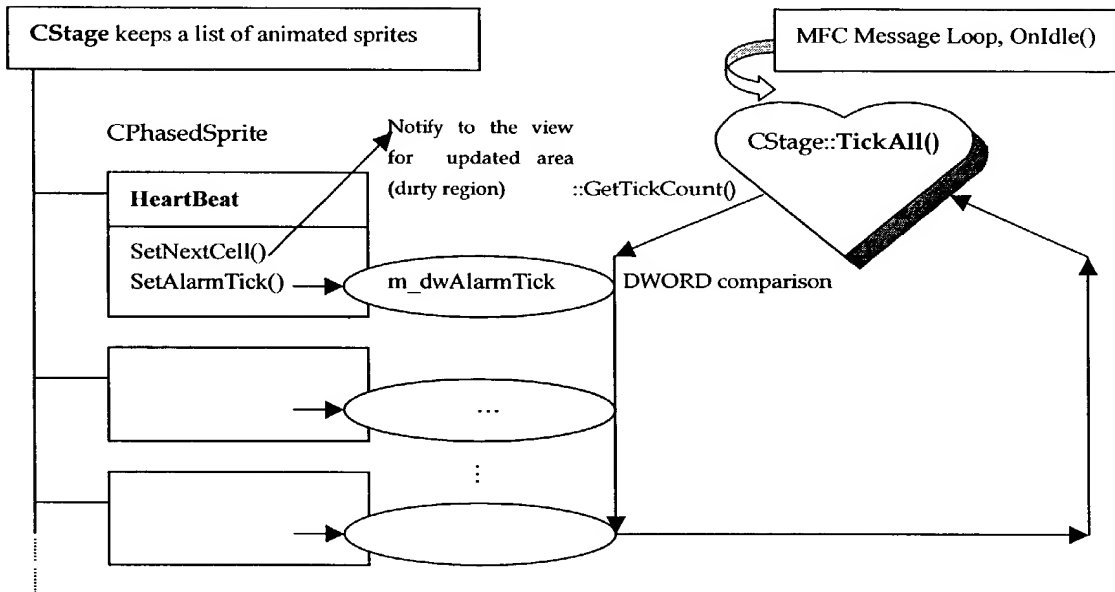 CStage keeps a list of animated sprites
MFC Message Loop, OnIdle()
CStage::TickAll()
CPhasedSprite
Notify to the view
for updated area
(dirty region)
::GetTickCount()
HeartBeat
SetNextCell()
SetAlarmTick()
m_dwAlarmTick
DWORD comparison
...
...